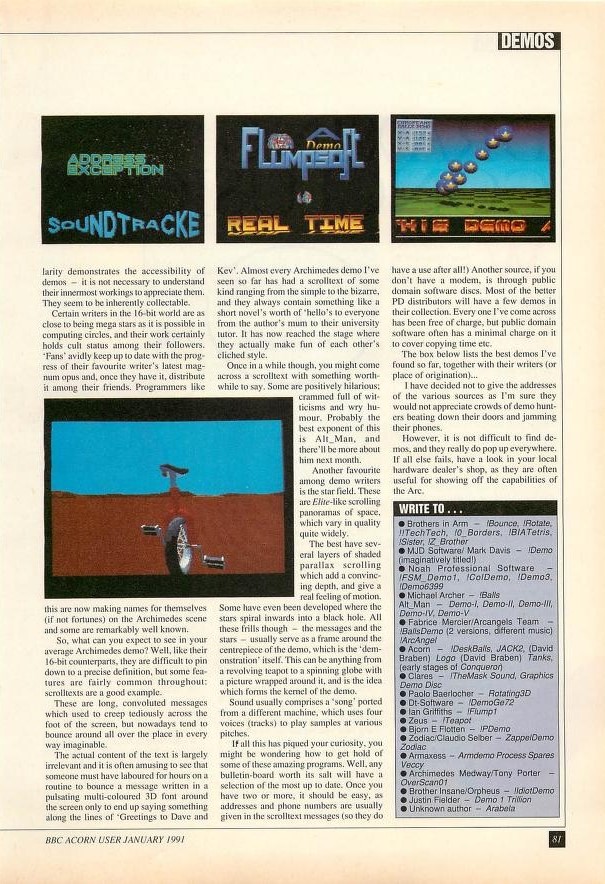 DEMOS
ADDRESS
EXCEPTION
SOUNDTRACKE
FLUMPSOFT
Demo
REAL TIME
THIS DEMO
larity demonstrates the accessibility of
demos – it is not necessary to understand
their innermost workings to appreciate them.
They seem to be inherently collectable.
Certain writers in the 16-bit world are as
close to being mega stars as it is possible in
computing circles, and their work certainly
holds cult status among their followers.
'Fans' avidly keep up to date with the prog-
ress of their favourite writer's latest mag-
num opus and, once they have it, distribute
it among their friends. Programmers like
this are now making names for themselves
(if not fortunes) on the Archimedes scene
and some are remarkably well known.
So, what can you expect to see in your
average Archimedes demo? Well, like their
16-bit counterparts, they are difficult to pin
down to a precise definition, but some fea-
tures are fairly common throughout:
scrolltexts are a good example.
These are long, convoluted messages
which used to creep tediously across the
foot of the screen, but nowadays tend to
bounce around all over the place in every
way imaginable.
The actual content of the text is largely
irrelevant and it is often amusing to see that
someone must have laboured for hours on a
routine to bounce a message written in a
pulsating multi-coloured 3D font around
the screen only to end up saying something
along the lines of 'Greetings to Dave and
Kev'. Almost every Archimedes demo I've
seen so far has had a scrolltext of some
kind ranging from the simple to the bizarre,
and they always contain something like a
short novel's worth of 'hello's to everyone
from the author's mum to their university
tutor. It has now reached the stage where
they actually make fun of each other's
cliched style.
Once in a while though, you might come
across a scrolltext with something worth-
while to say. Some are positively hilarious;
crammed full of wit-
ticisms and wry hu-
mour. Probably the
best exponent of this
is Alt_Man, and
there'll be more about
him next month.
Another favourite
among demo writers
is the star field. These
are Elite-like scrolling
panoramas of space,
which vary in quality
quite widely.
The best have sev-
eral layers of shaded
parallax scrolling
which add a convinc-
ing depth, and give a
real feeling of motion.
Some have even been developed where the
stars spiral inwards into a black hole. All
these frills though – the messages and the
stars – usually serve as a frame around the
centrepiece of the demo, which is the 'dem-
onstration' itself. This can be anything from
a revolving teapot to a spinning globe with
a picture wrapped around it, and is the idea
which forms the kernel of the demo.
Sound usually comprises a 'song' ported
from a different machine, which uses four
voices (tracks) to play samples at various
pitches.
If all this has piqued your curiosity, you
might be wondering how to get hold of
some of these amazing programs. Well, any
bulletin-board worth its salt will have a
selection of the most up to date. Once you
have two or more, it should be easy, as
addresses and phone numbers are usually
given in the scrolltext messages (so they do
have a use after all!) Another source, if you
don't have a modem, is through public
domain software discs. Most of the better
PD distributors will have a few demos in
their collection. Every one I've come across
has been free of charge, but public domain
software often has a minimal charge on it
to cover copying time etc.
The box below lists the best demos I've
found so far, together with their writers (or
place of origination)...
I have decided not to give the addresses
of the various sources as I'm sure they
would not appreciate crowds of demo hunt-
ers beating down their doors and jamming
their phones.
However, it is not difficult to find de-
mos, and they really do pop up everywhere.
If all else fails, have a look in your local
hardware dealer's shop, as they are often
useful for showing off the capabilities of
the Arc.
WRITE TO . . .
● Brothers in Arm – !Bounce, !Rotate,
!!TechTech, !0_Borders, !BIATetris,
!Sister, !Z_Brother
● MJD Software/ Mark Davis – !Demo
(imaginatively titled!)
● Noah Professional Software –
!FSM_Demo1, !ColDemo, !Demo3,
!Demo6399
● Michael Archer – !Balls
Alt_Man – Demo-I, Demo-II, Demo-III,
Demo-IV, Demo-V
● Fabrice Mercier/Arcangels Team –
!BallsDemo (2 versions, different music)
!ArcAngel
● Acorn – !DeskBalls, JACK2, (David
Braben) Logo (David Braben) Tanks,
(early stages of Conqueror)
● Clares – !TheMask Sound, Graphics
Demo Disc
● Paolo Baerlocher – Rotating3D
● Dt-Software – !DemoGe72
● Ian Griffiths – !Flump1
● Zeus – !Teapot
● Bjorn E Flotten – !PDemo
● Zodiac/Claudio Selber – ZappelDemo
Zodiac
● Armaxess – Armdemo Process Spares
Veccy
● Archimedes Medway/Tony Porter –
OverScan01
● Brother Insane/Orpheus – !IdiotDemo
● Justin Fielder – Demo 1 Trillion
● Unknown author – Arabela
BBC ACORN USER JANUARY 1991
81